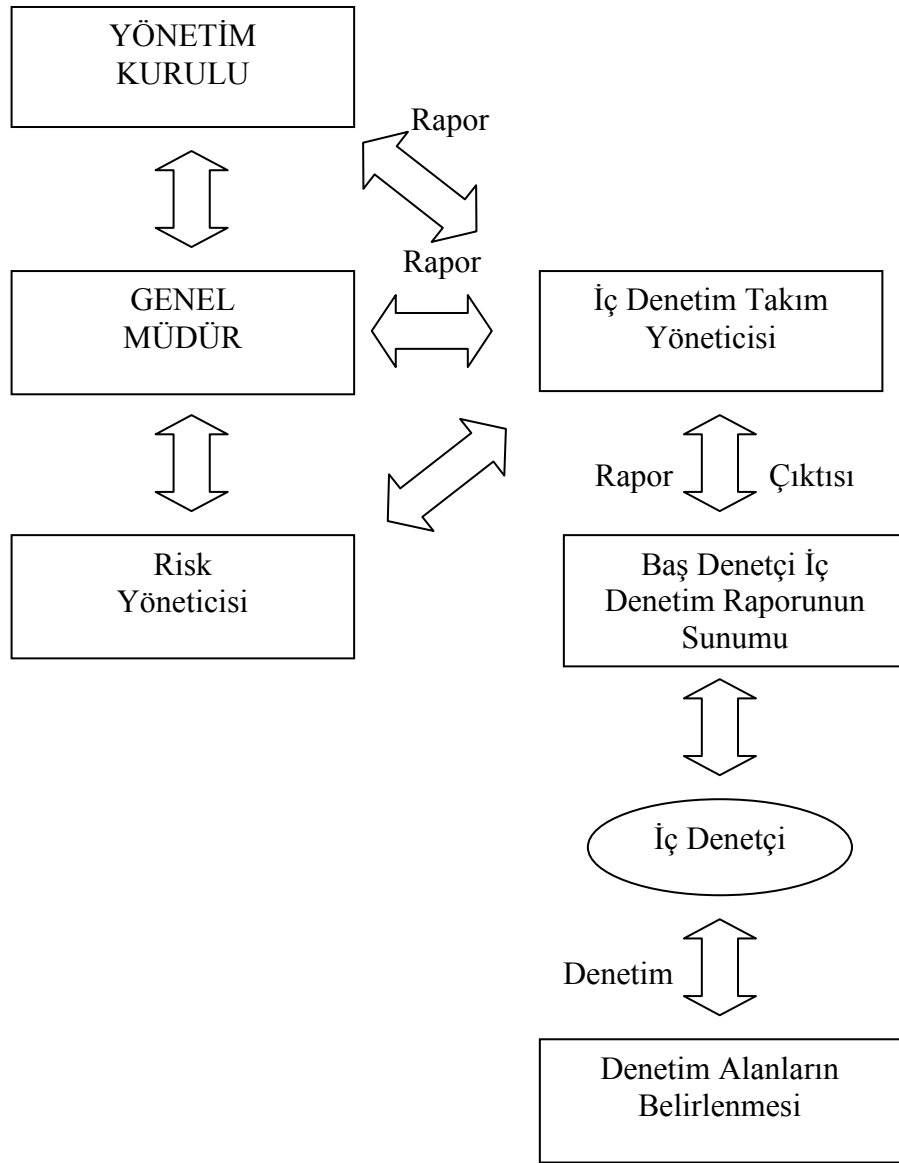 YÖNETİM
KURULU
Rapor
Rapor
GENEL
MÜDÜR
İç Denetim Takım
Yöneticisi
Rapor
Çıktısı
Risk
Yöneticisi
Baş Denetçi İç
Denetim Raporunun
Sunumu
İç Denetçi
Denetim
Denetim Alanların
Belirlenmesi